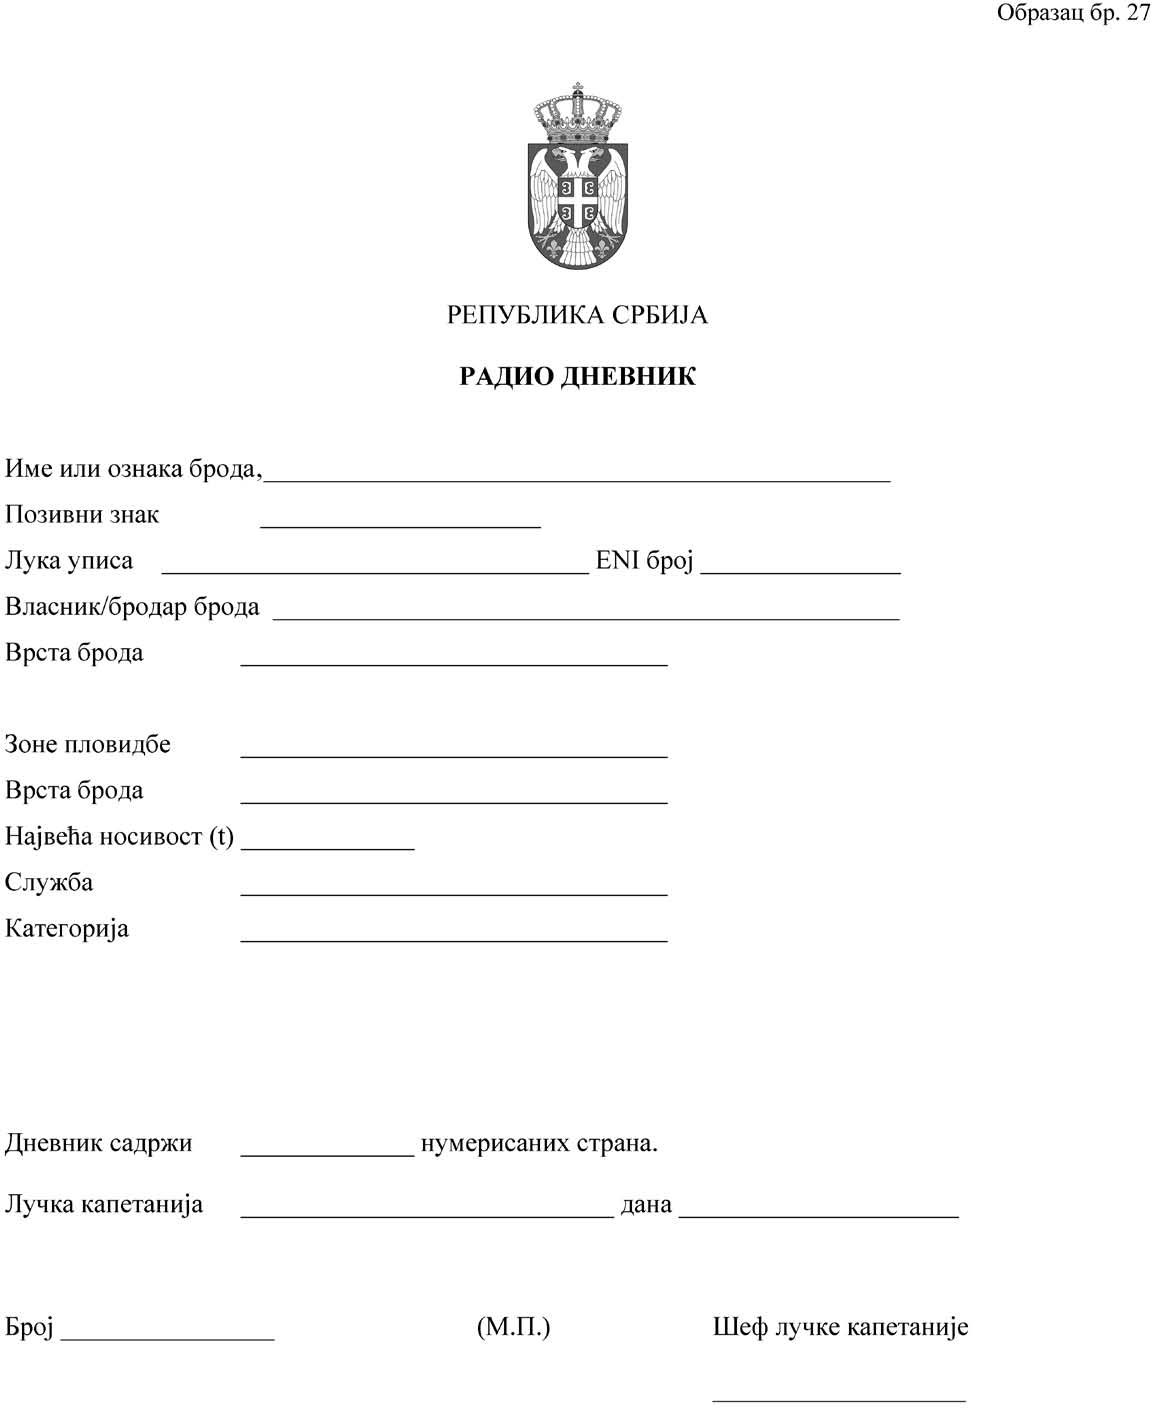 Образац бр. 27
РЕПУБЛИКА СРБИЈА
РАДИО ДНЕВНИК
Име или ознака брода,
Позивни знак
Лука уписа ENI број
Власник/бродар брода
Врста брода
Зоне пловидбе
Врста брода
Највећа носивост (t)
Служба
Категорија
Дневник садржи нумерисаних страна.
Лучка капетанија дана
Број (М.П.) Шеф лучке капетаније